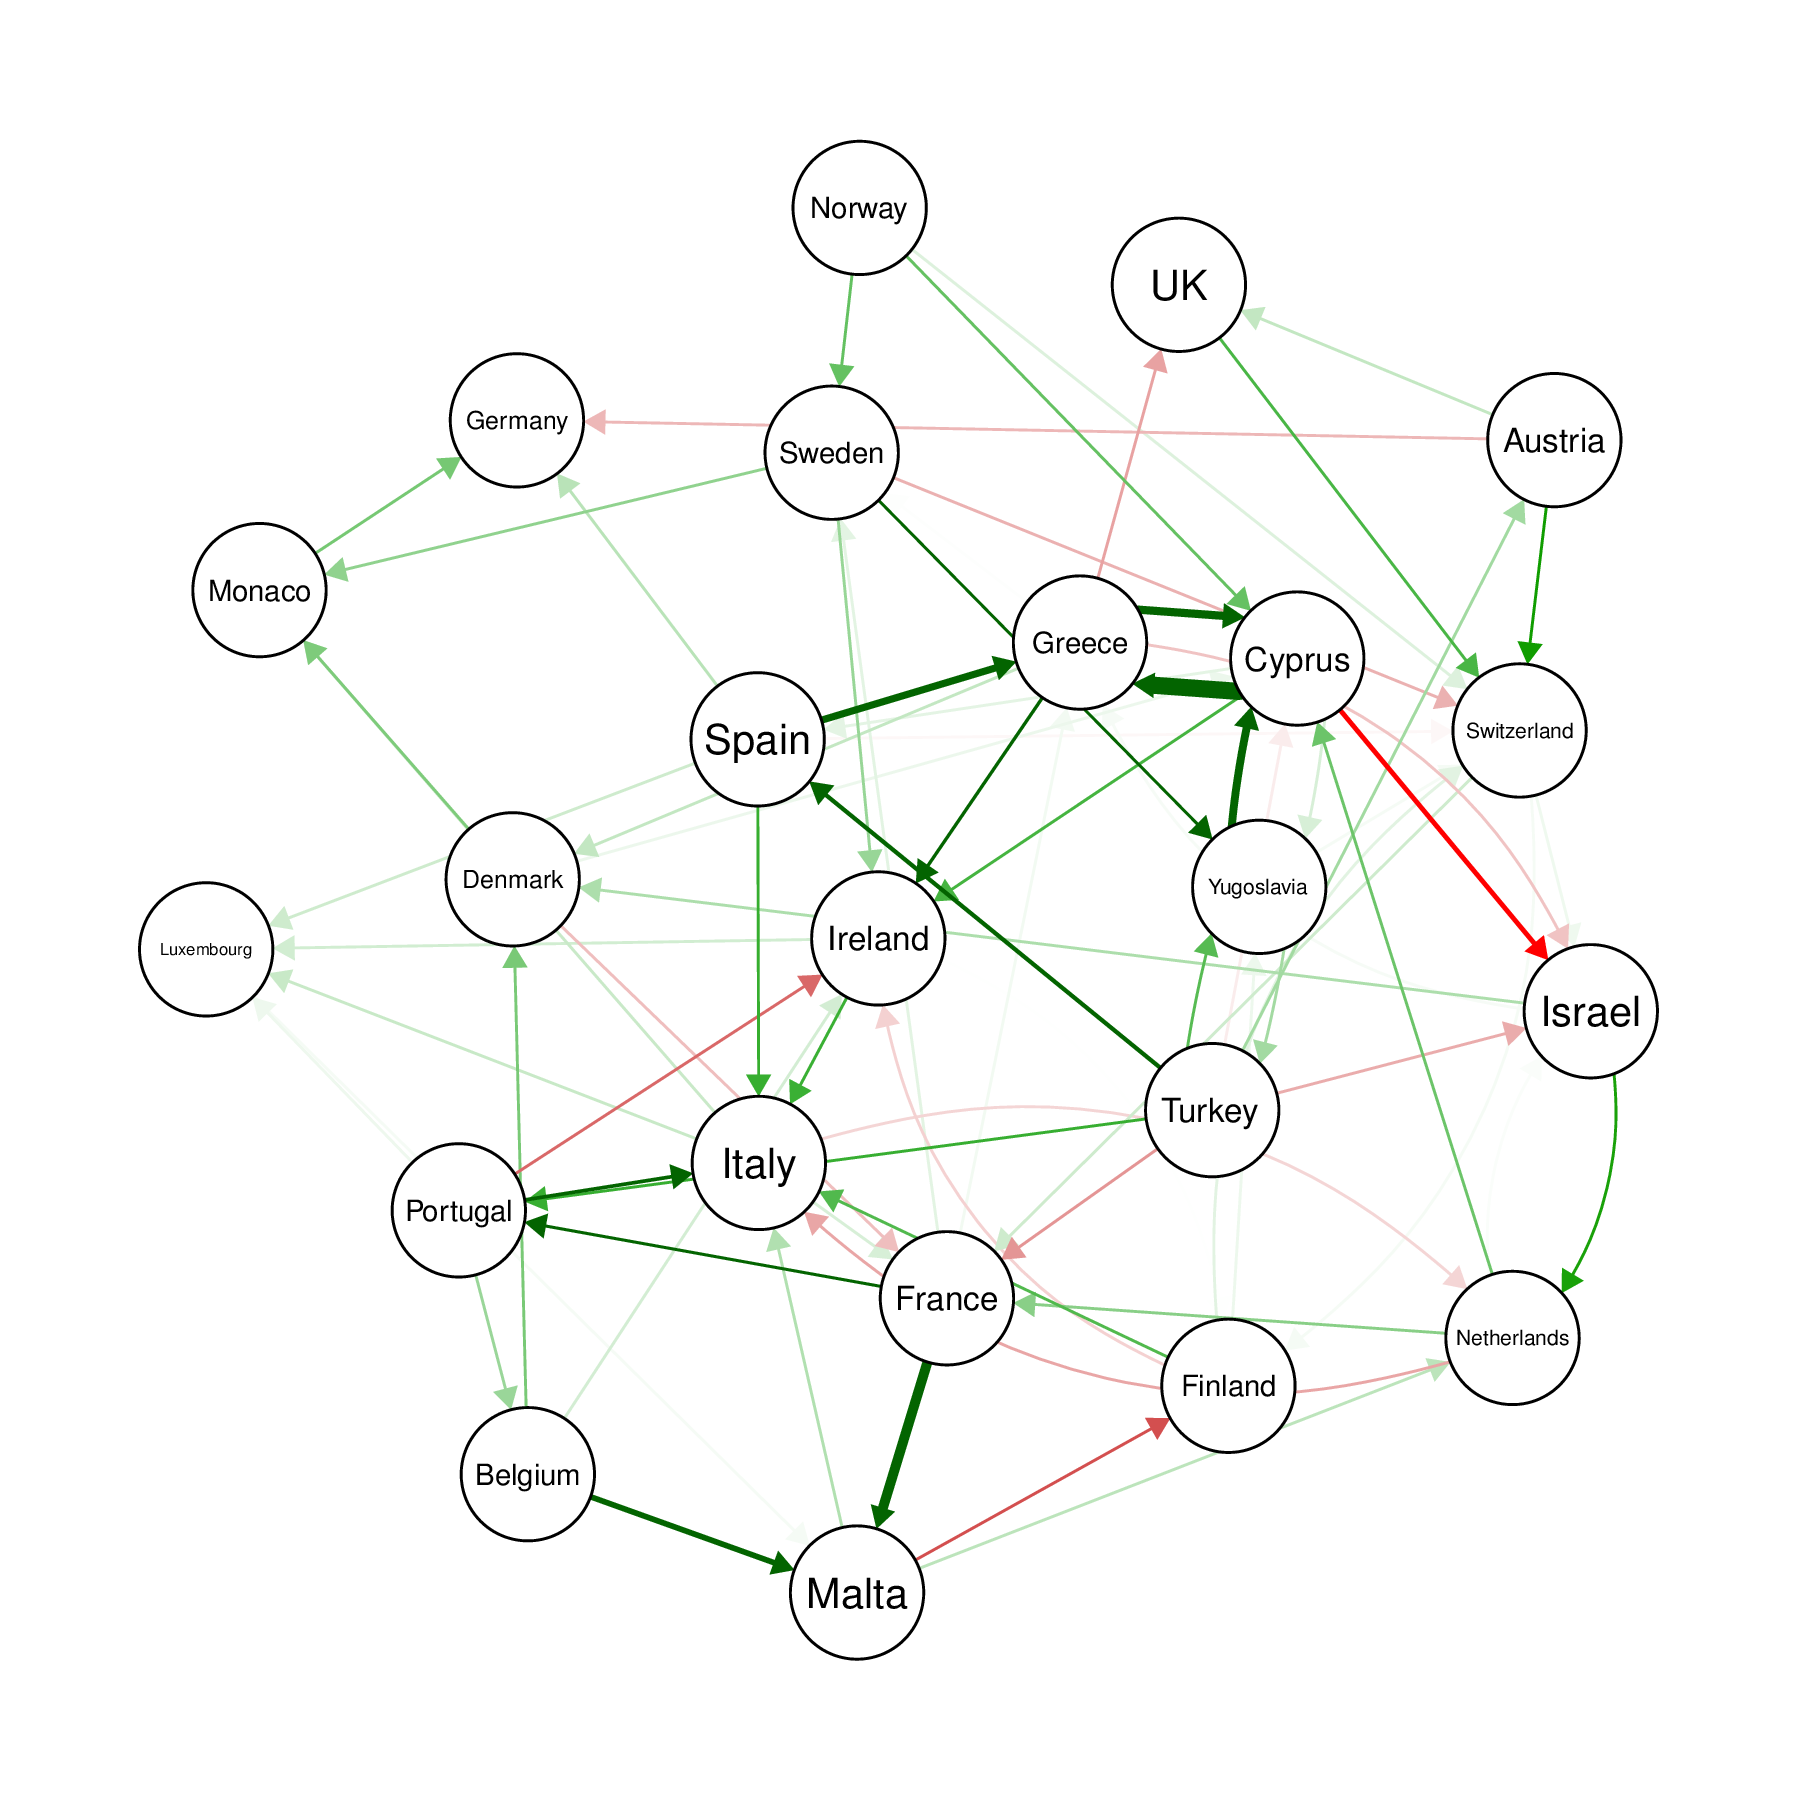 Norway
UK
Germany
Sweden
Austria
Monaco
Greece
Cyprus
Spain
Switzerland
Denmark
Yugoslavia
Luxembourg
Ireland
Israel
Turkey
Italy
Portugal
France
Netherlands
Finland
Belgium
Malta